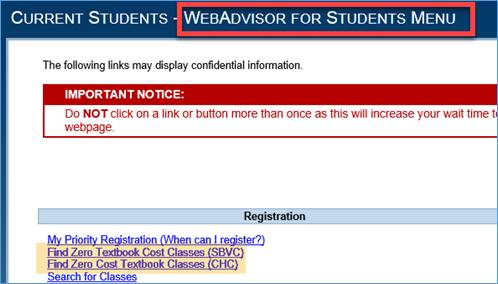 CURRENT STUDENTS - WEBADVISOR FOR STUDENTS MENU
The following links may display confidential information.
IMPORTANT NOTICE:
Do NOT click on a link or button more than once as this will increase your wait time t
webpage.
Registration
My Priority Registration (When can I register?)
Find Zero Textbook Cost Classes (SBVC)
Find Zero Cost Textbook Classes (CHC)
Search for Classes